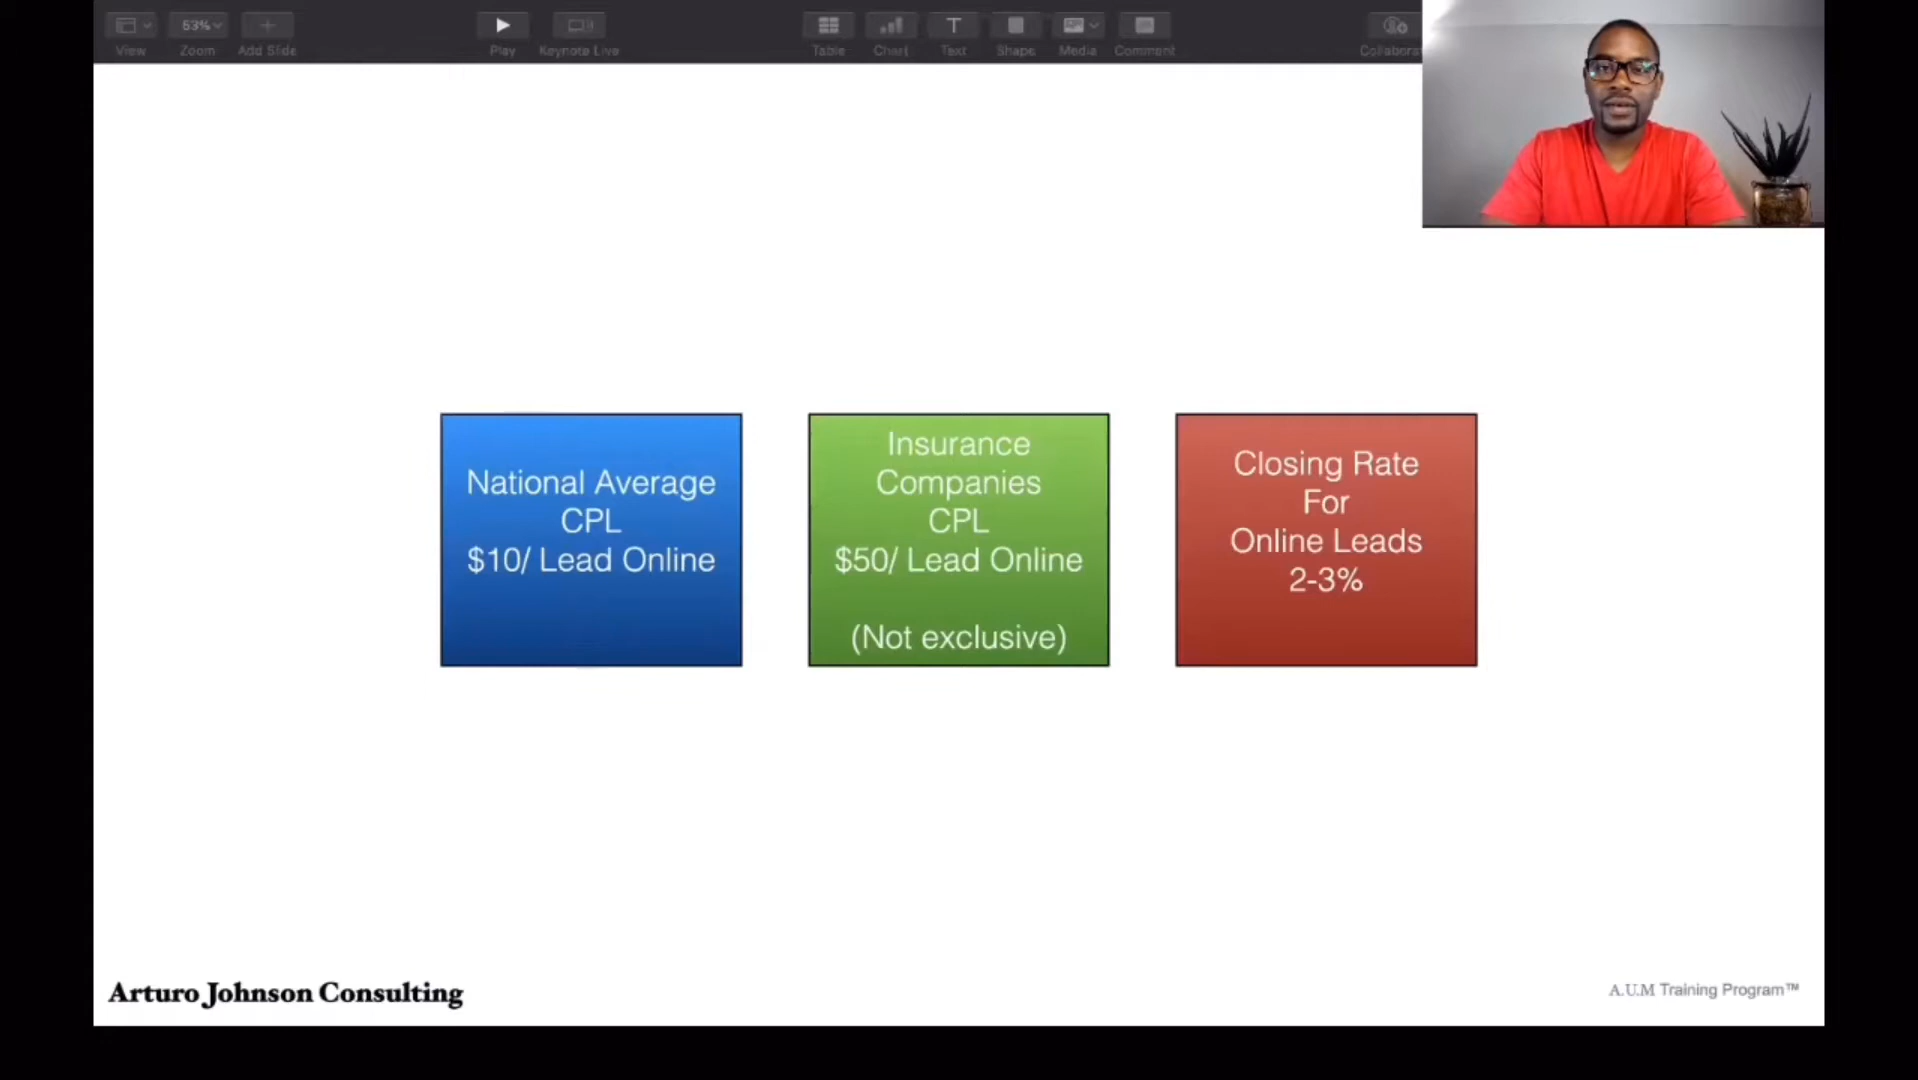 53%
View
Zoom
Add Slide
Play
Keynote Live
T
Table
Chart
Text
Shape
Media
Comment
Collabora
National Average
CPL
$10/ Lead Online
Insurance
Companies
CPL
$50/ Lead Online
(Not exclusive)
Closing Rate
For
Online Leads
2-3%
Arturo Johnson Consulting
A.U.M Training Program™